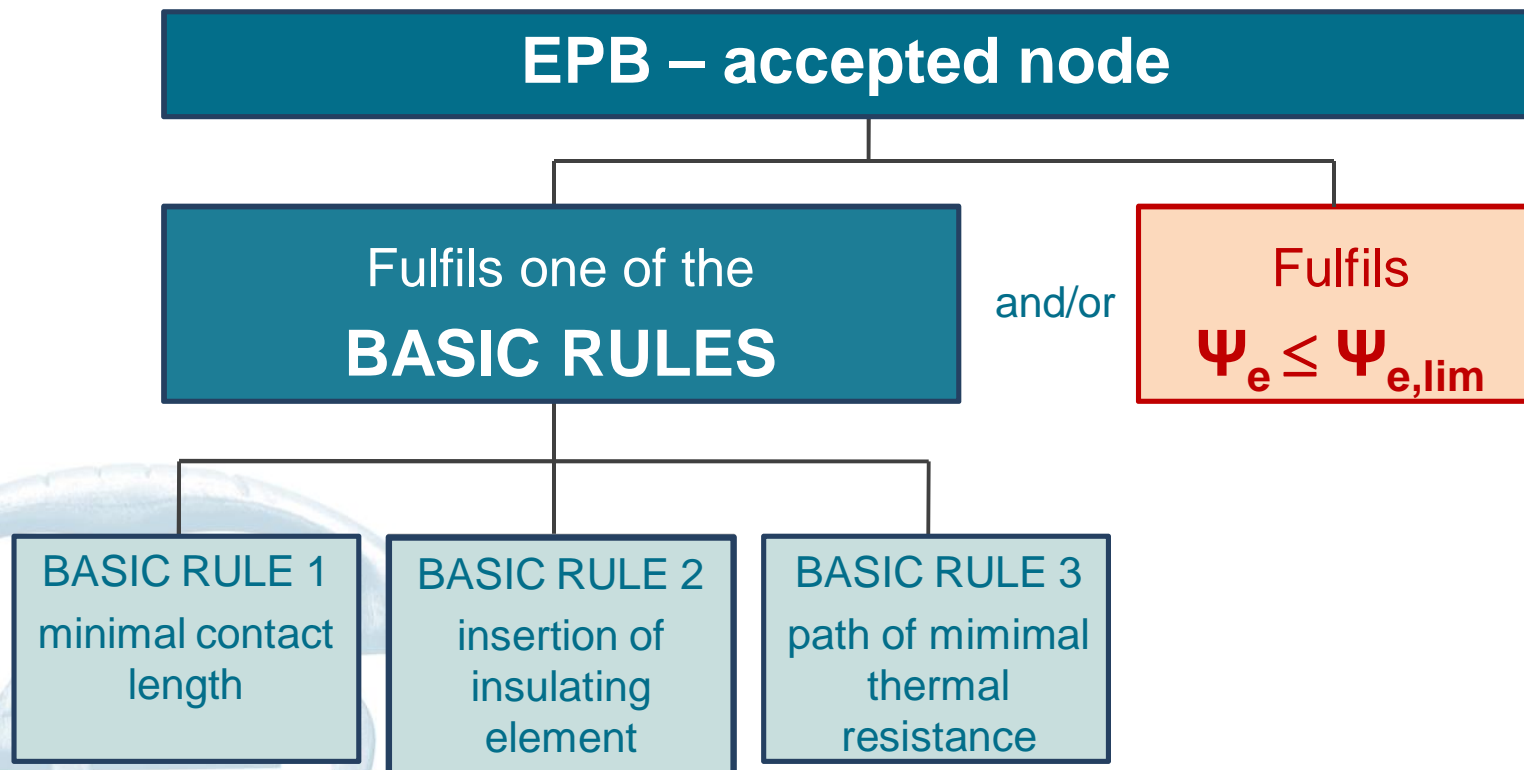 EPB – accepted node
Fulfils one of the
BASIC RULES
and/or
Fulfils
Ψe ≤ Ψe,lim
BASIC RULE 1
minimal contact
length
BASIC RULE 2
insertion of
insulating
element
BASIC RULE 3
path of mimimal
thermal
resistance